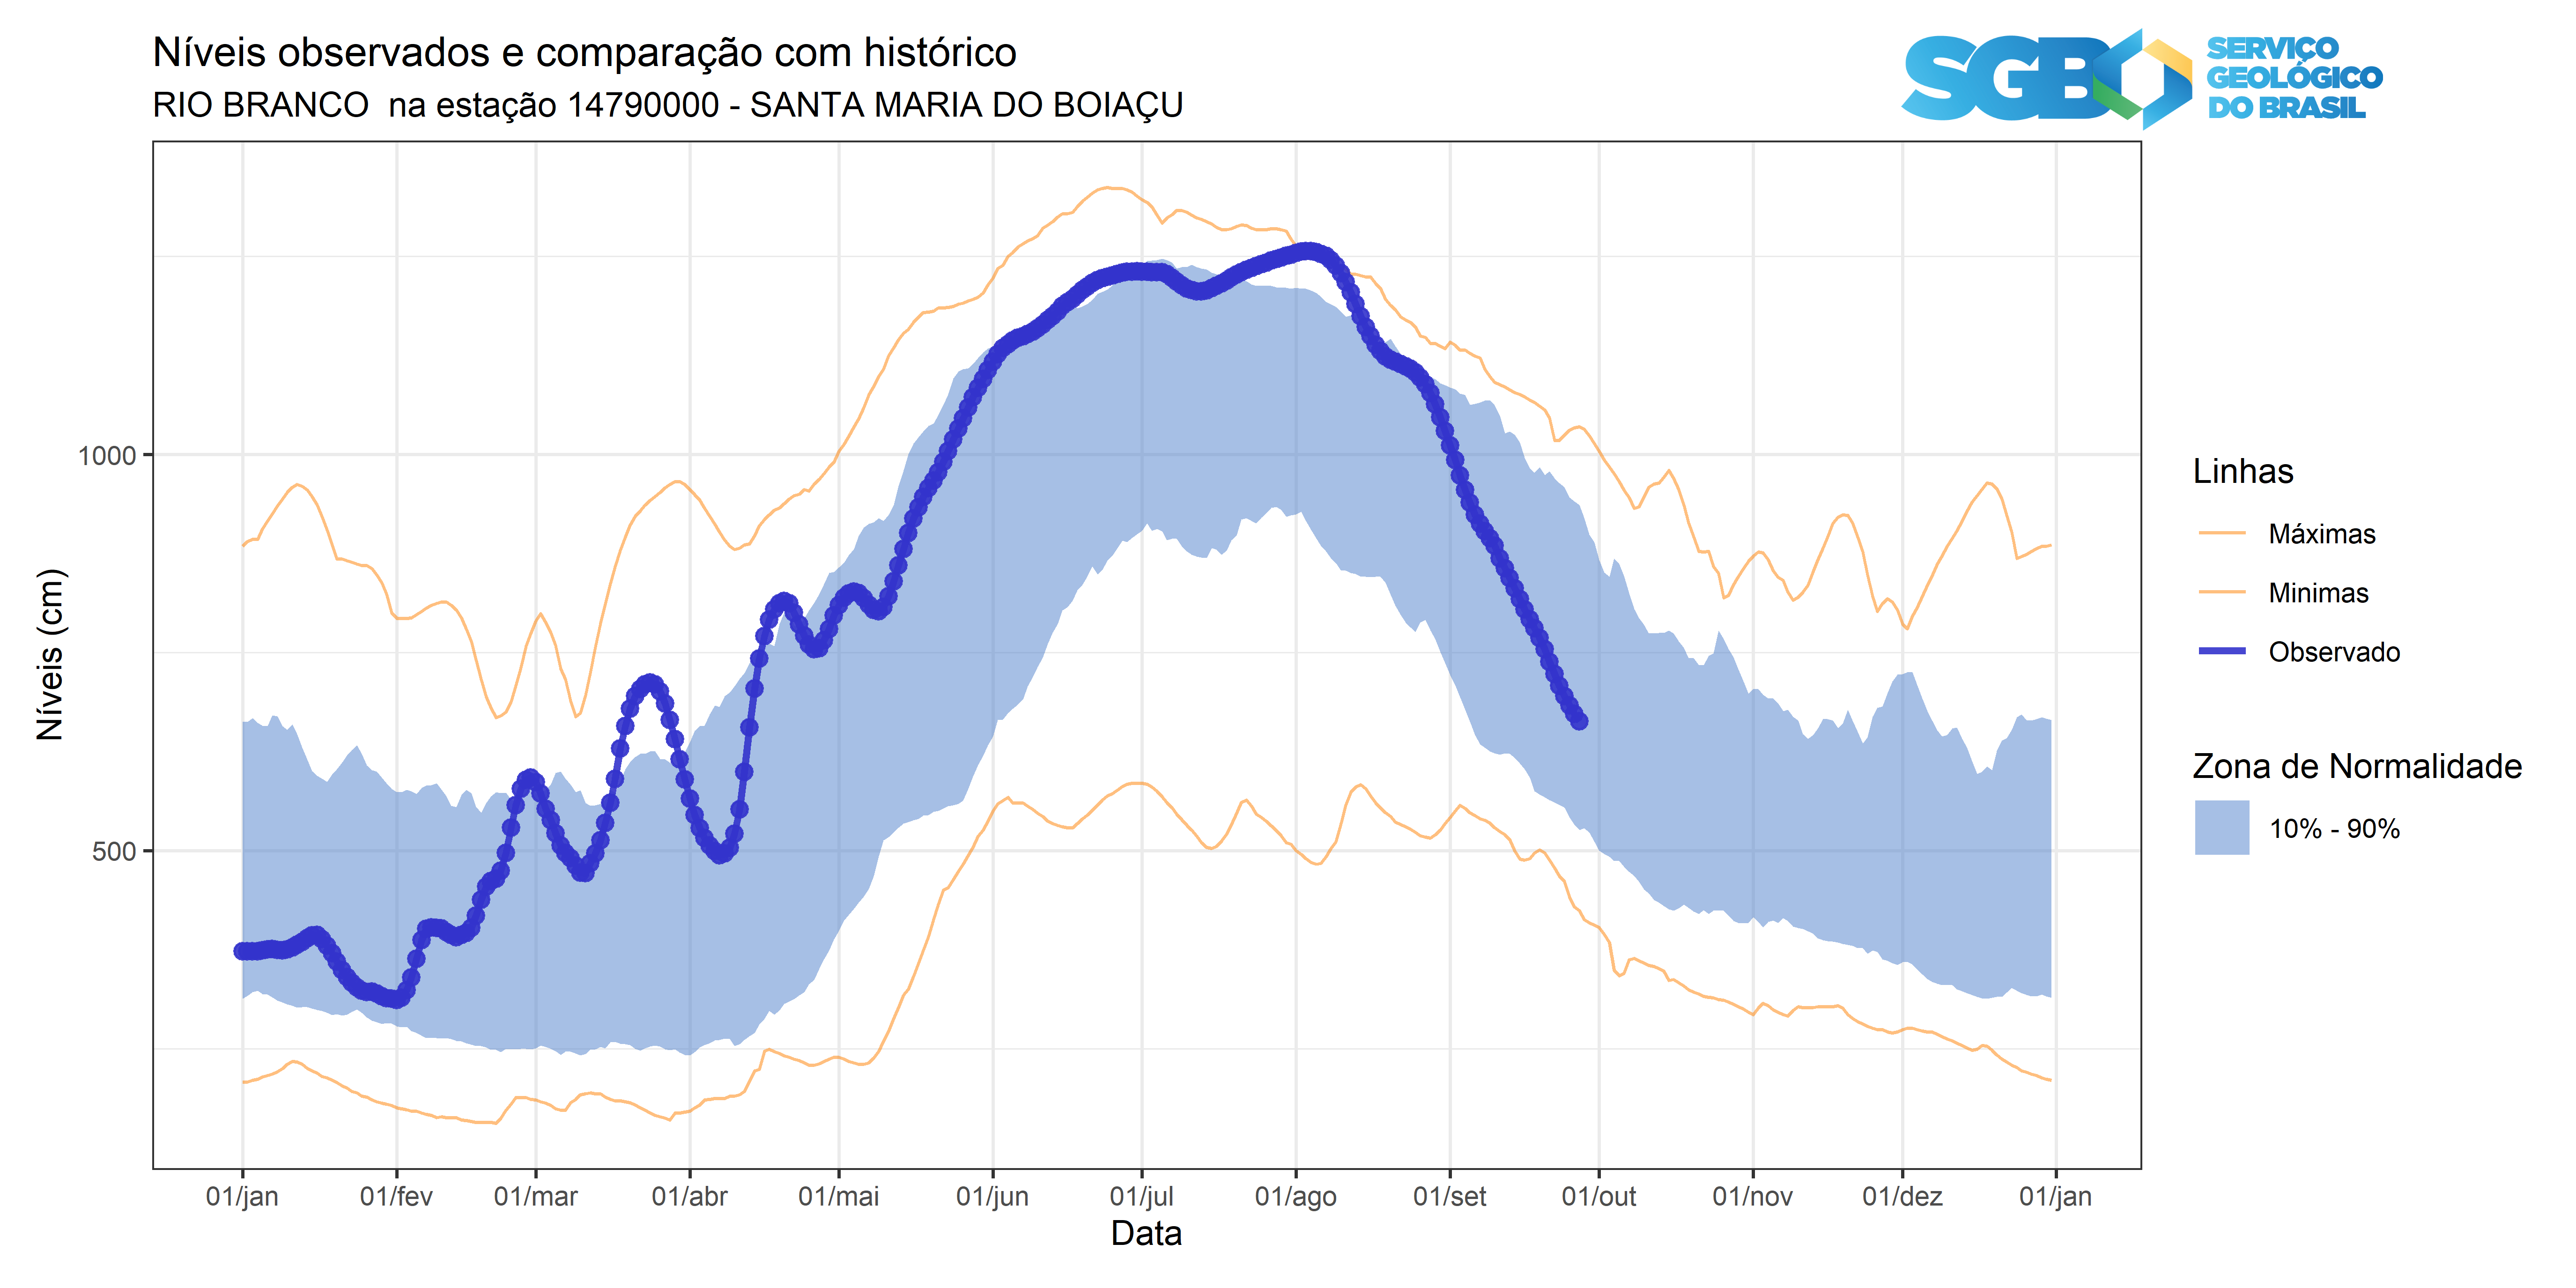 Níveis observados e comparação com histórico
RIO BRANCO  na estação 14790000 - SANTA MARIA DO BOIAÇU
SGB
SERVIÇO
GEOLÓGICO
DO BRASIL
Níveis (cm)
1000
500
01/jan
01/fev
01/mar
01/abr
01/mai
01/jun
01/jul
01/ago
01/set
01/out
01/nov
01/dez
01/jan
Data
Linhas
Máximas
Minimas
Observado
Zona de Normalidade
10% - 90%